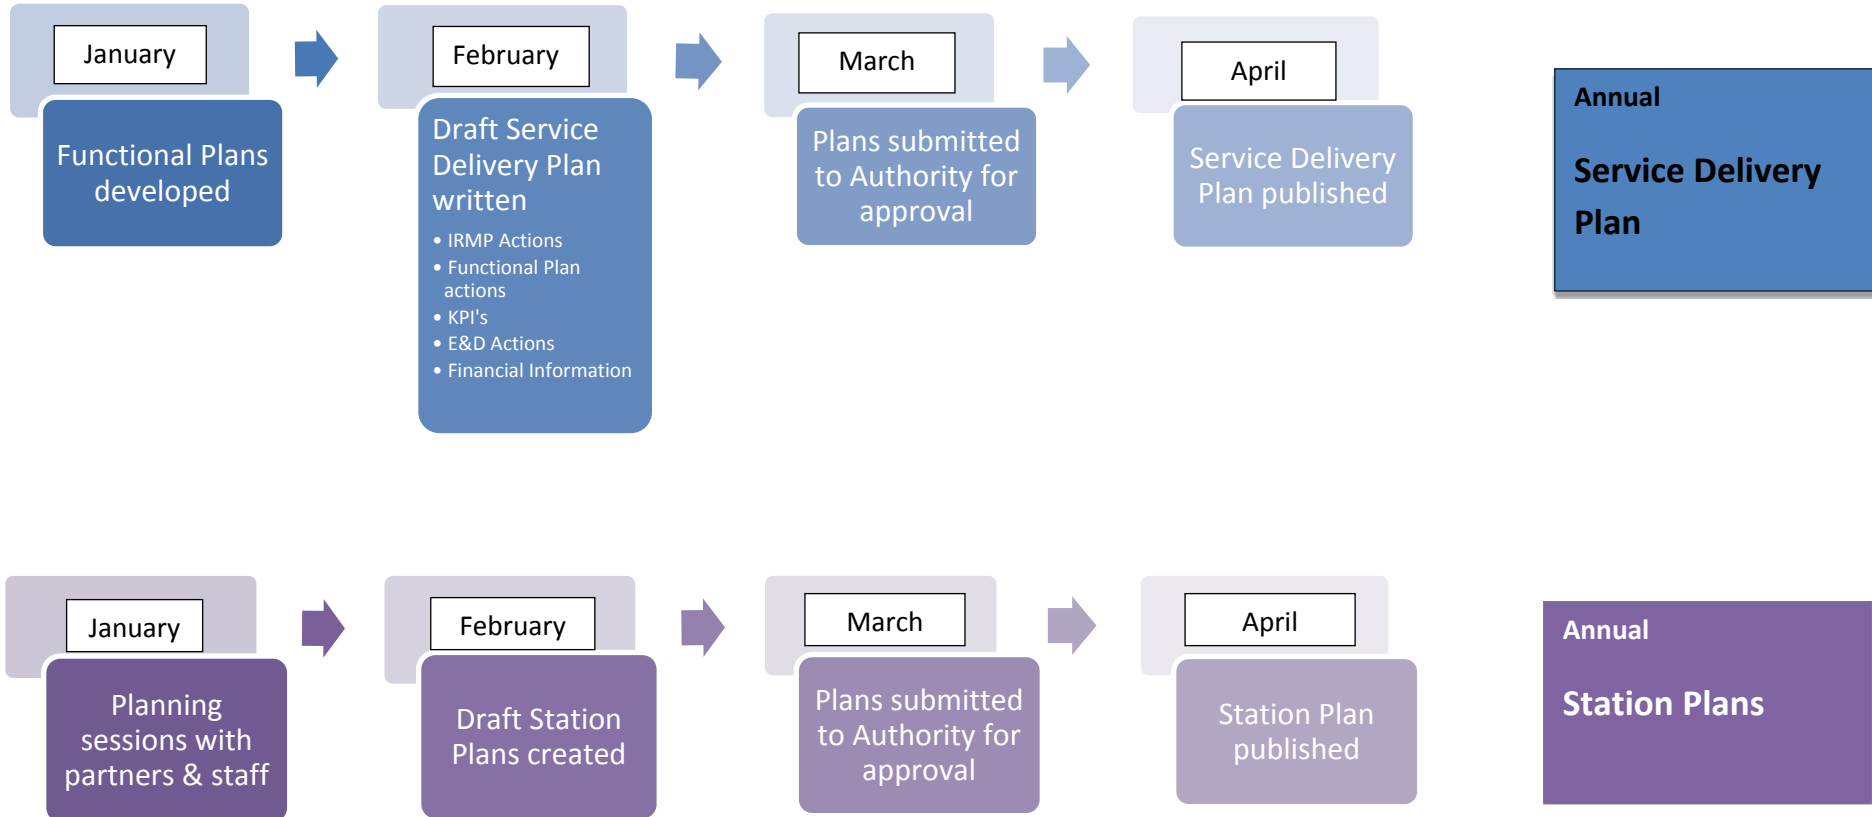 January
Functional Plans
developed
February
Draft Service
Delivery Plan
written
• IRMP Actions
• Functional Plan
actions
• KPI's
• E&D Actions
• Financial Information
March
Plans submitted
to Authority for
approval
April
Service Delivery
Plan published
Annual
Service Delivery
Plan
January
Planning
sessions with
partners & staff
February
Draft Station
Plans created
March
Plans submitted
to Authority for
approval
April
Station Plan
published
Annual
Station Plans